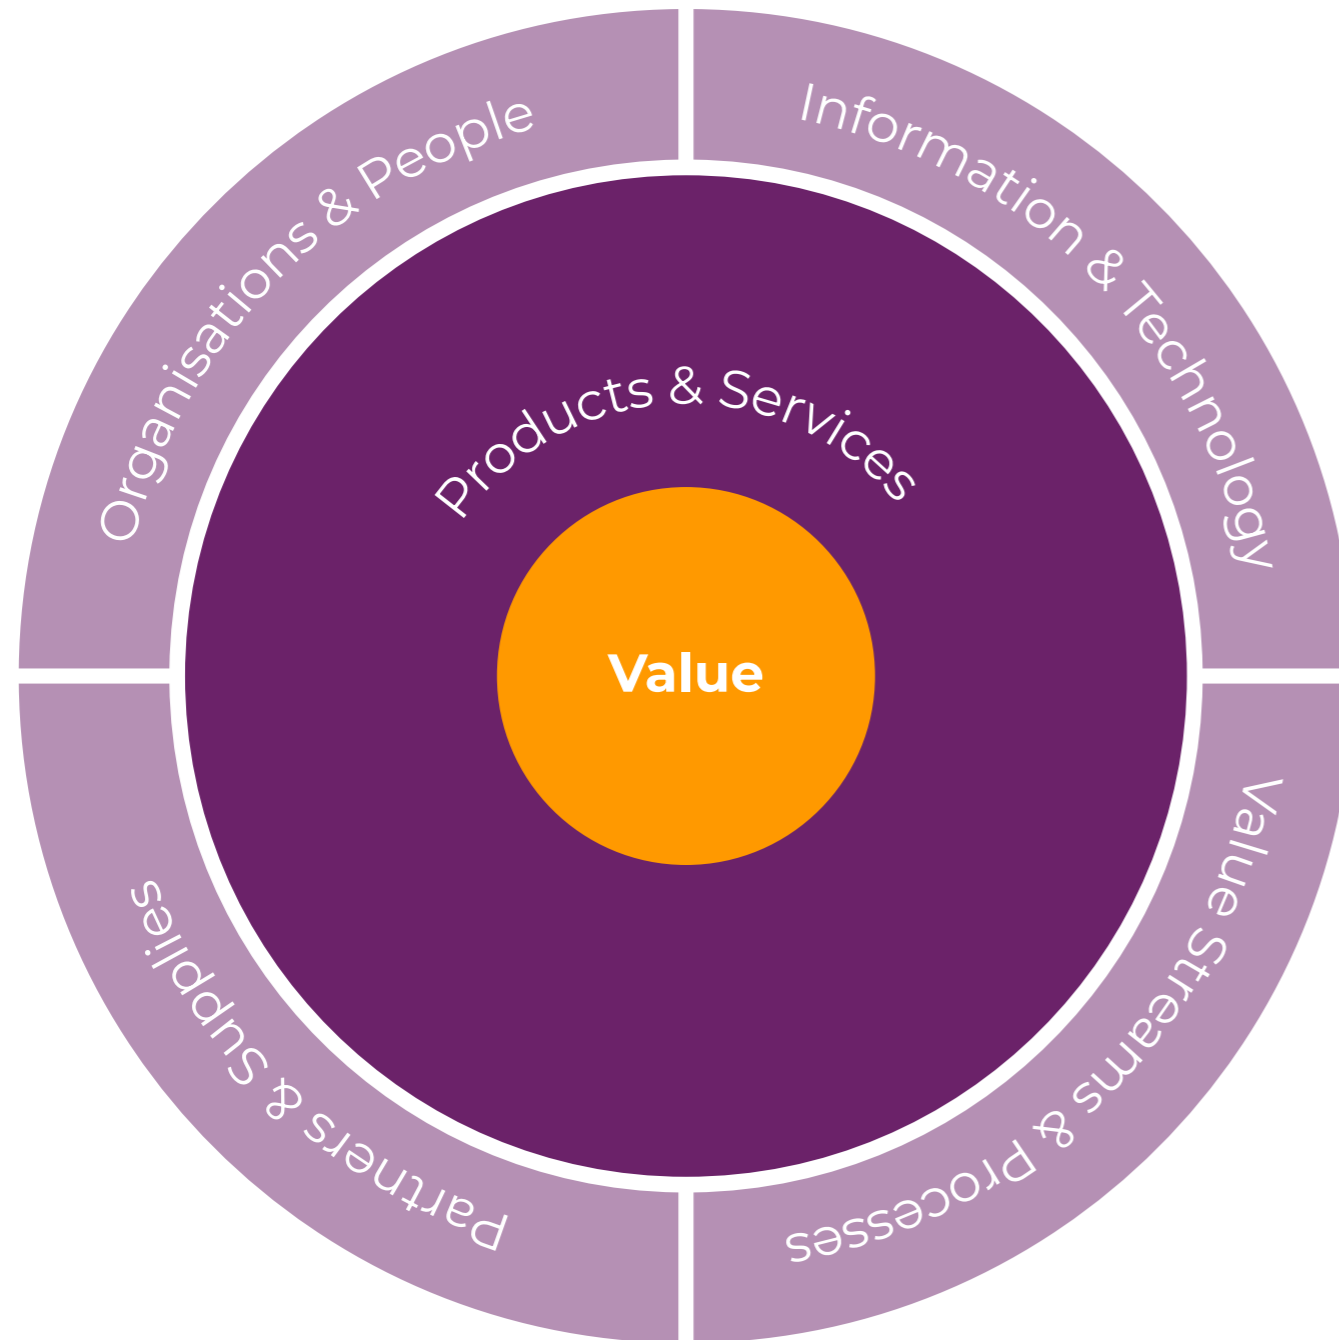 Organisations & People
Information & Technology
Products & Services
Value
Value Streams & Processes
Partners & Supplies